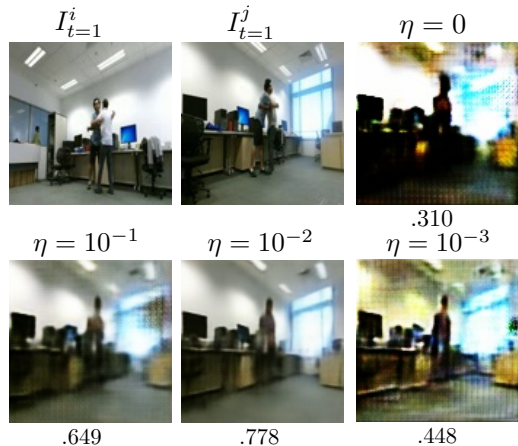 I^i_{t=1} I^j_{t=1} η = 0
.310
η = 10^{-1} η = 10^{-2} η = 10^{-3}
.649 .778 .448